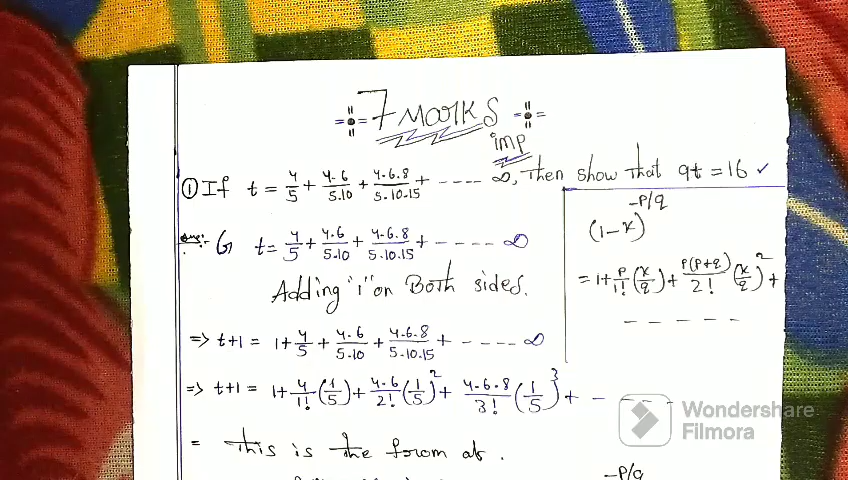 7 MARKS
imp
① If t = 4/5 + 4·6/5·10 + 4·6·8/5·10·15 + ---- ∞, Then show that 9t = 16 ✓
Ans:- G t = 4/5 + 4·6/5·10 + 4·6·8/5·10·15 + ---- ∞
Adding "1" on Both sides.
⇒ t+1 = 1 + 4/5 + 4·6/5·10 + 4·6·8/5·10·15 + ---- ∞
⇒ t+1 = 1 + 4/1! (1/5) + 4·6/2! (1/5)² + 4·6·8/3! (1/5)³ + ----
= This is the form at.
(1-x)^-P/q
= 1 + P/1! (x/q) + P(P+q)/2! (x/q)² +
-----
-P/q
Wondershare
Filmora